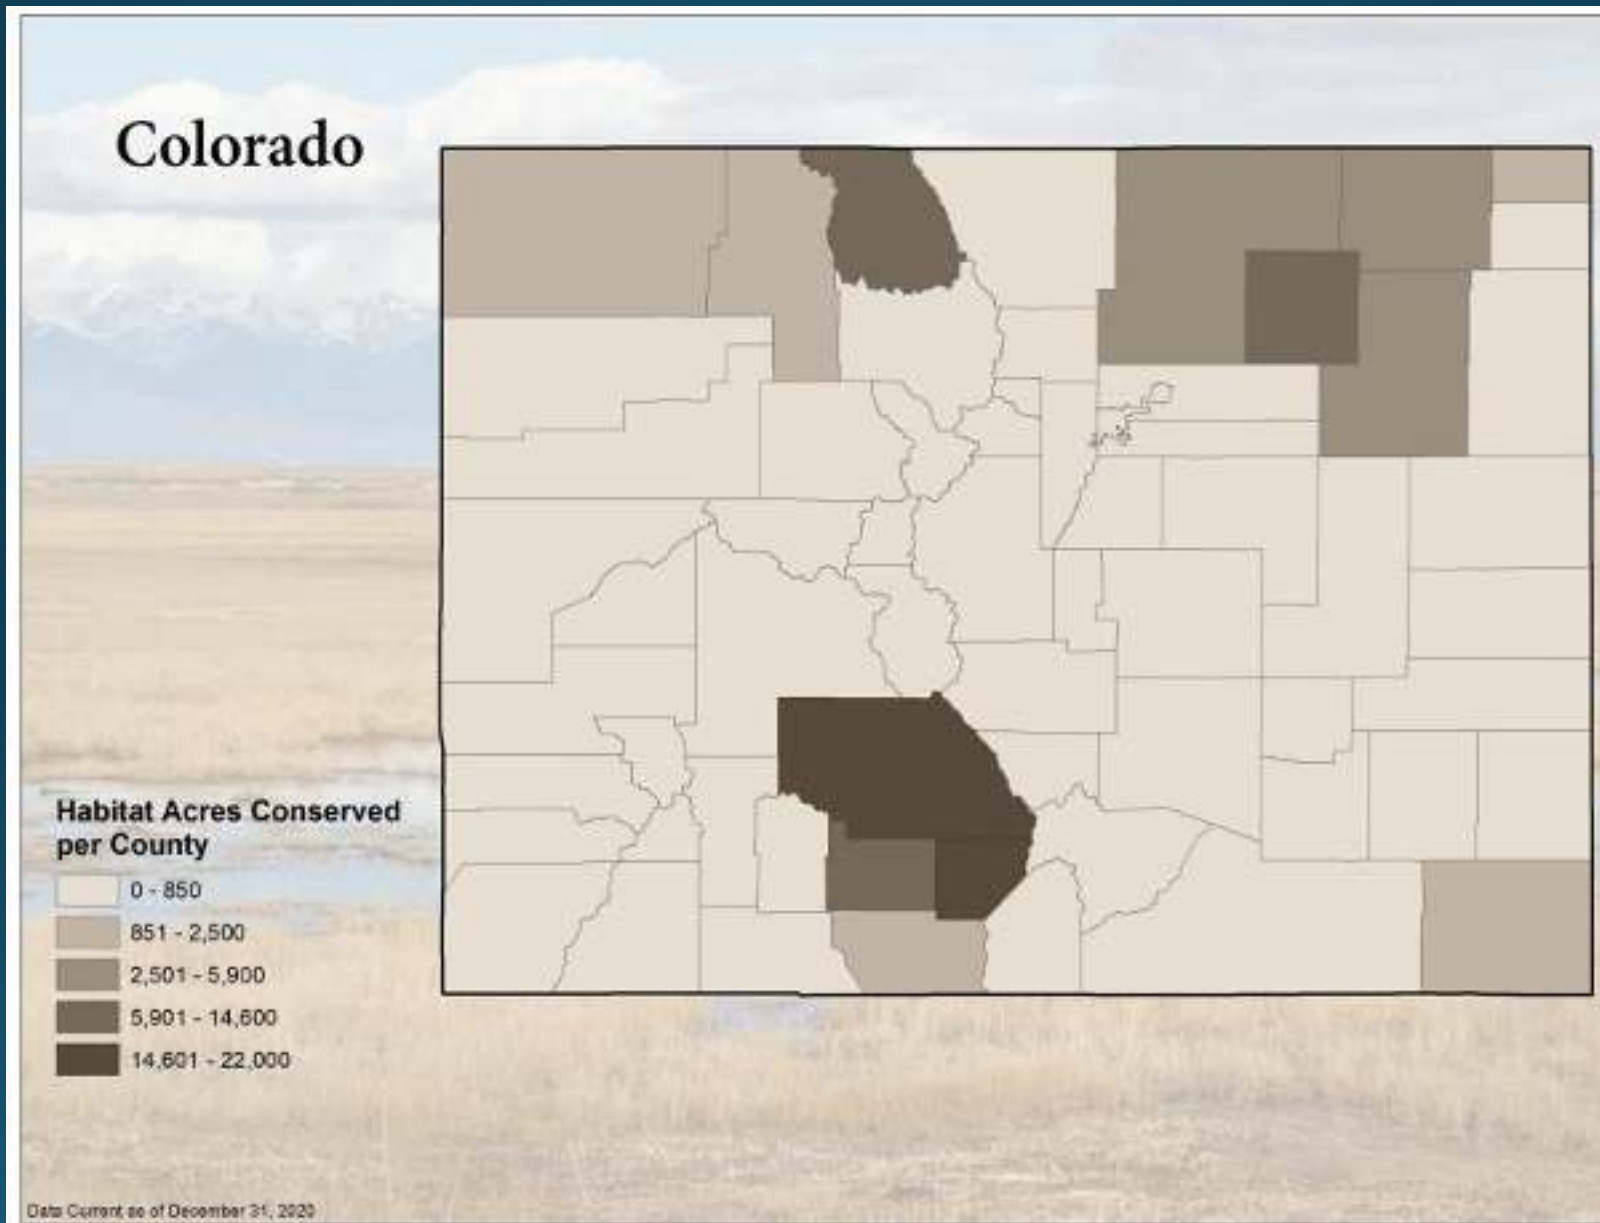 Colorado
Habitat Acres Conserved
per County
0 - 850
851 - 2,500
2,501 - 5,900
5,901 - 14,600
14,601 - 22,000
Data Current as of December 31, 2020